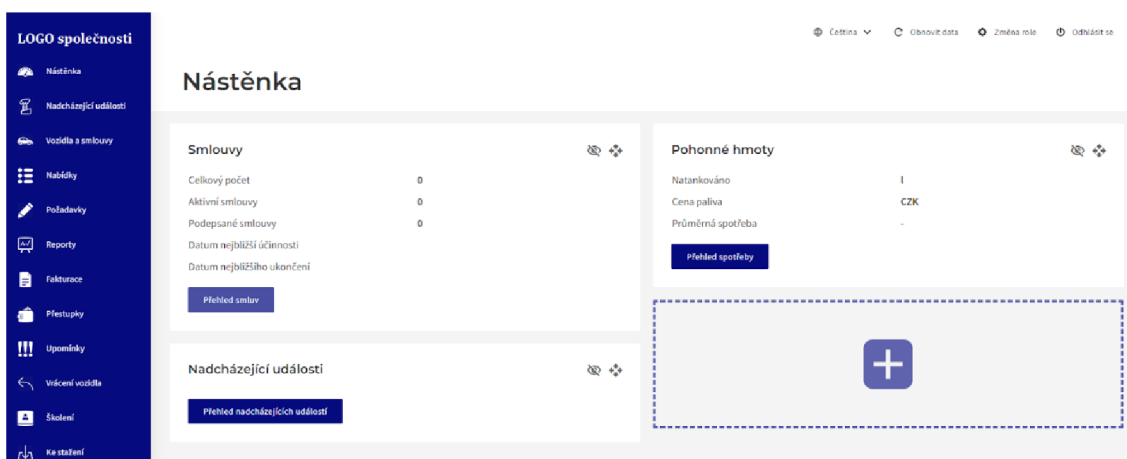 LOGO společnosti
Nástěnka
Nadcházející události
Vozidla a smlouvy
Nabídky
Požadavky
Reporty
Fakturace
Přestupky
Upomínky
Vrácení vozidla
Školení
Ke stažení
Čeština
Obnovit data
Změna role
Odhlásit se
Nástěnka
Smlouvy
Celkový počet 0
Aktivní smlouvy 0
Podepsané smlouvy 0
Datum nejbližší účinnosti
Datum nejbližšího ukončení
Přehled smluv
Nadcházející události
Přehled nadcházejících událostí
Pohonné hmoty
Natankováno l
Cena paliva CZK
Průměrná spotřeba -
Přehled spotřeby